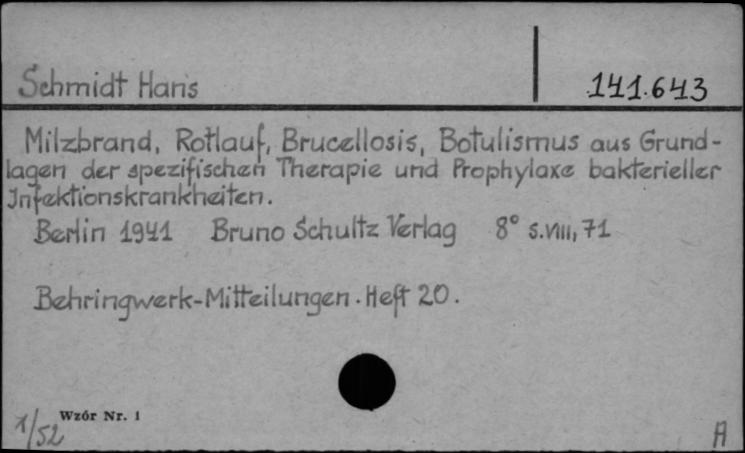 Schmidt Hans
141.643
Milzbrand, Rotlauf, Brucellosis, Botulismus aus Grund-
lagen der spezifischen Therapie und Prophylaxe bakterieller
Infektionskrankheiten.
Berlin 1941 Bruno Schultz Verlag 8° S.VIII, 71
Behringwerk-Mitteilungen. Heft 20.
Wzór Nr. 1
1/52
A